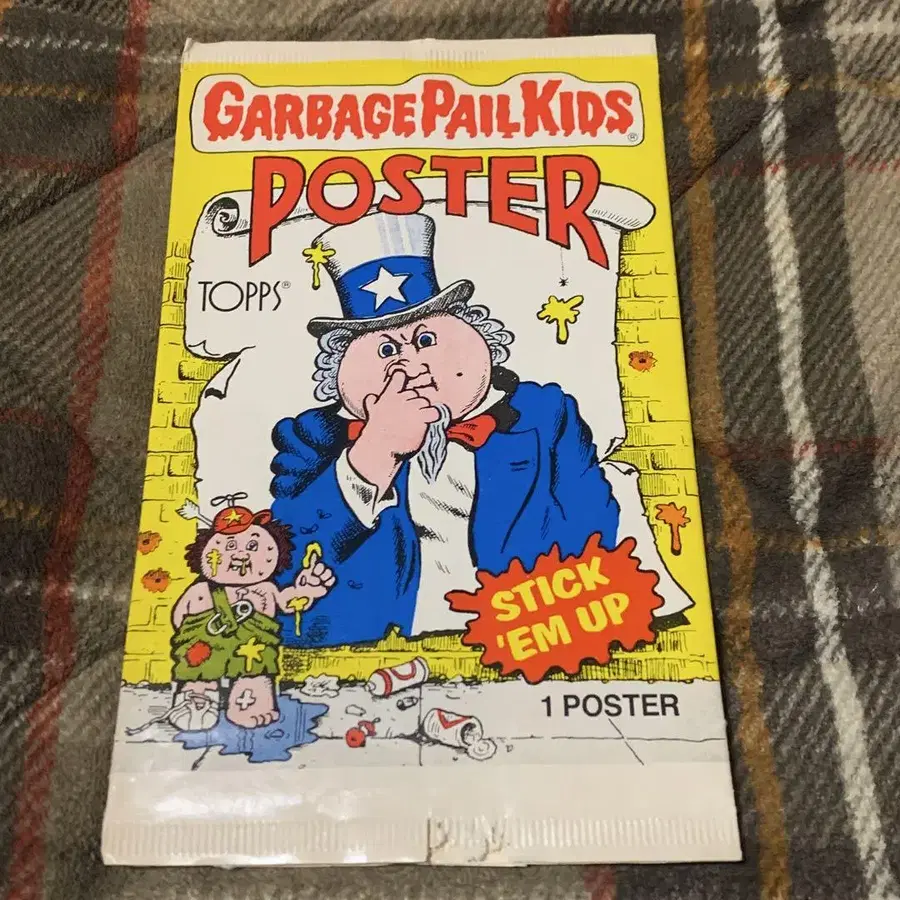 GARBAGE PAIL KIDS®
POSTER
TOPPS®
STICK
'EM UP
1 POSTER